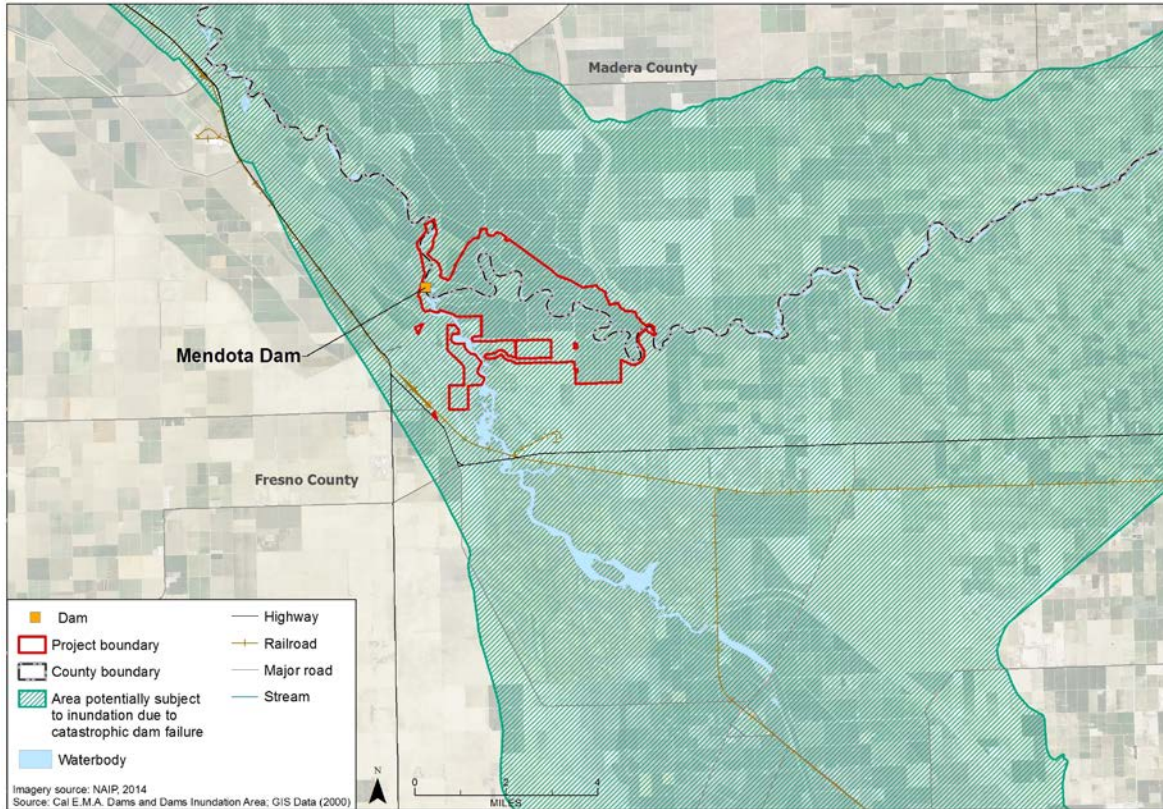 Madera County
Mendota Dam
Fresno County
Dam
Project boundary
County boundary
Area potentially subject
to inundation due to
catastrophic dam failure
Waterbody
Highway
Railroad
Major road
Stream
Imagery source: NAIP, 2014
Source: Cal E.M.A. Dams and Dams Inundation Area; GIS Data (2000)
N
0 2 4
MILES